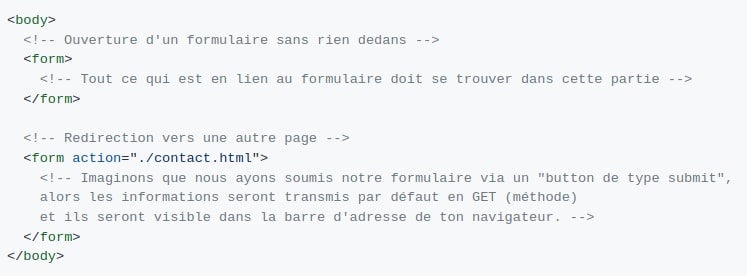 <body>
<!-- Ouverture d'un formulaire sans rien dedans -->
<form>
<!-- Tout ce qui est en lien au formulaire doit se trouver dans cette partie -->
</form>
<!-- Redirection vers une autre page -->
<form action="./contact.html">
<!-- Imaginons que nous ayons soumis notre formulaire via un "button de type submit",
alors les informations seront transmis par défaut en GET (méthode)
et ils seront visible dans la barre d'adresse de ton navigateur. -->
</form>
</body>